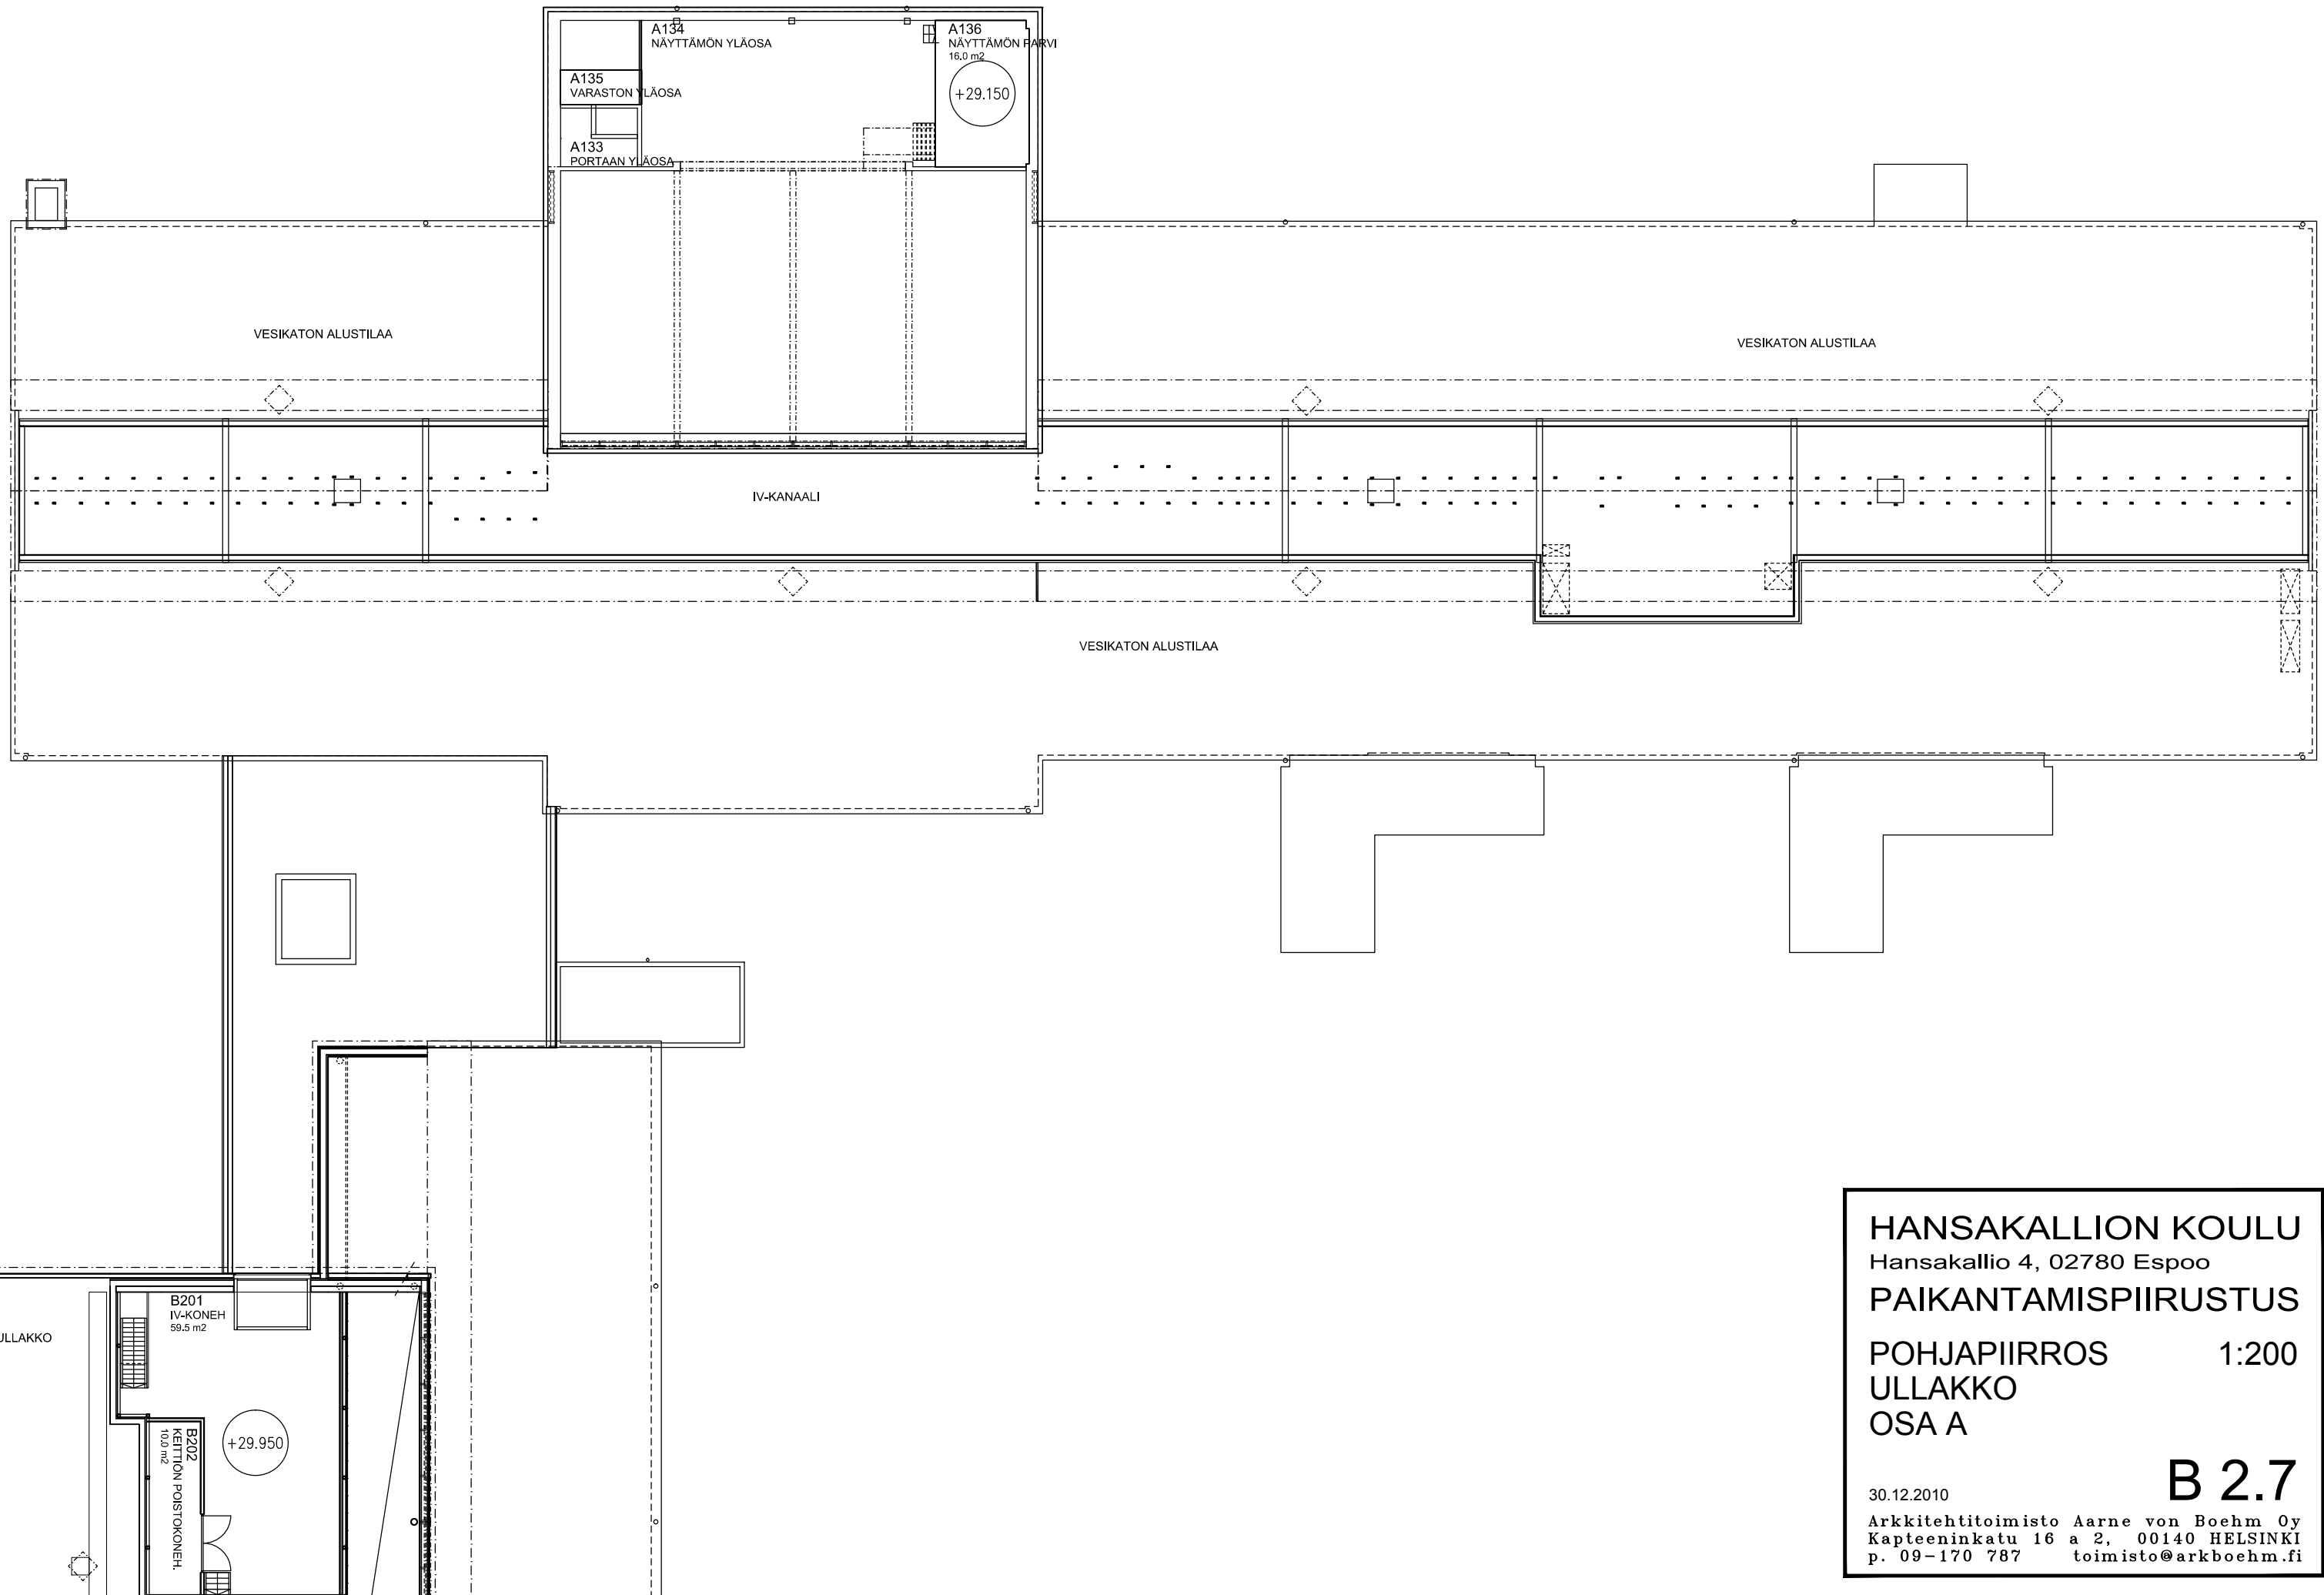 A134
NÄYTTÄMÖN YLÄOSA
A136
NÄYTTÄMÖN PARVI
16.0 m2
+29.150
A135
VARASTON YLÄOSA
A133
PORTAAN YLÄOSA
VESIKATON ALUSTILAA
VESIKATON ALUSTILAA
IV-KANAALI
VESIKATON ALUSTILAA
B201
IV-KONEH
59.5 m2
ULLAKKO
+29.950
B202
KEITTIÖN POISTOKONEH.
10.0 m2
HANSAKALLION KOULU
Hansakallio 4, 02780 Espoo
PAIKANTAMISPIIRUSTUS
POHJAPIIRROS 1:200
ULLAKKO
OSA A
B 2.7
30.12.2010
Arkkitehtitoimisto Aarne von Boehm Oy
Kapteeninkatu 16 a 2, 00140 HELSINKI
p. 09-170 787 toimisto@arkboehm.fi